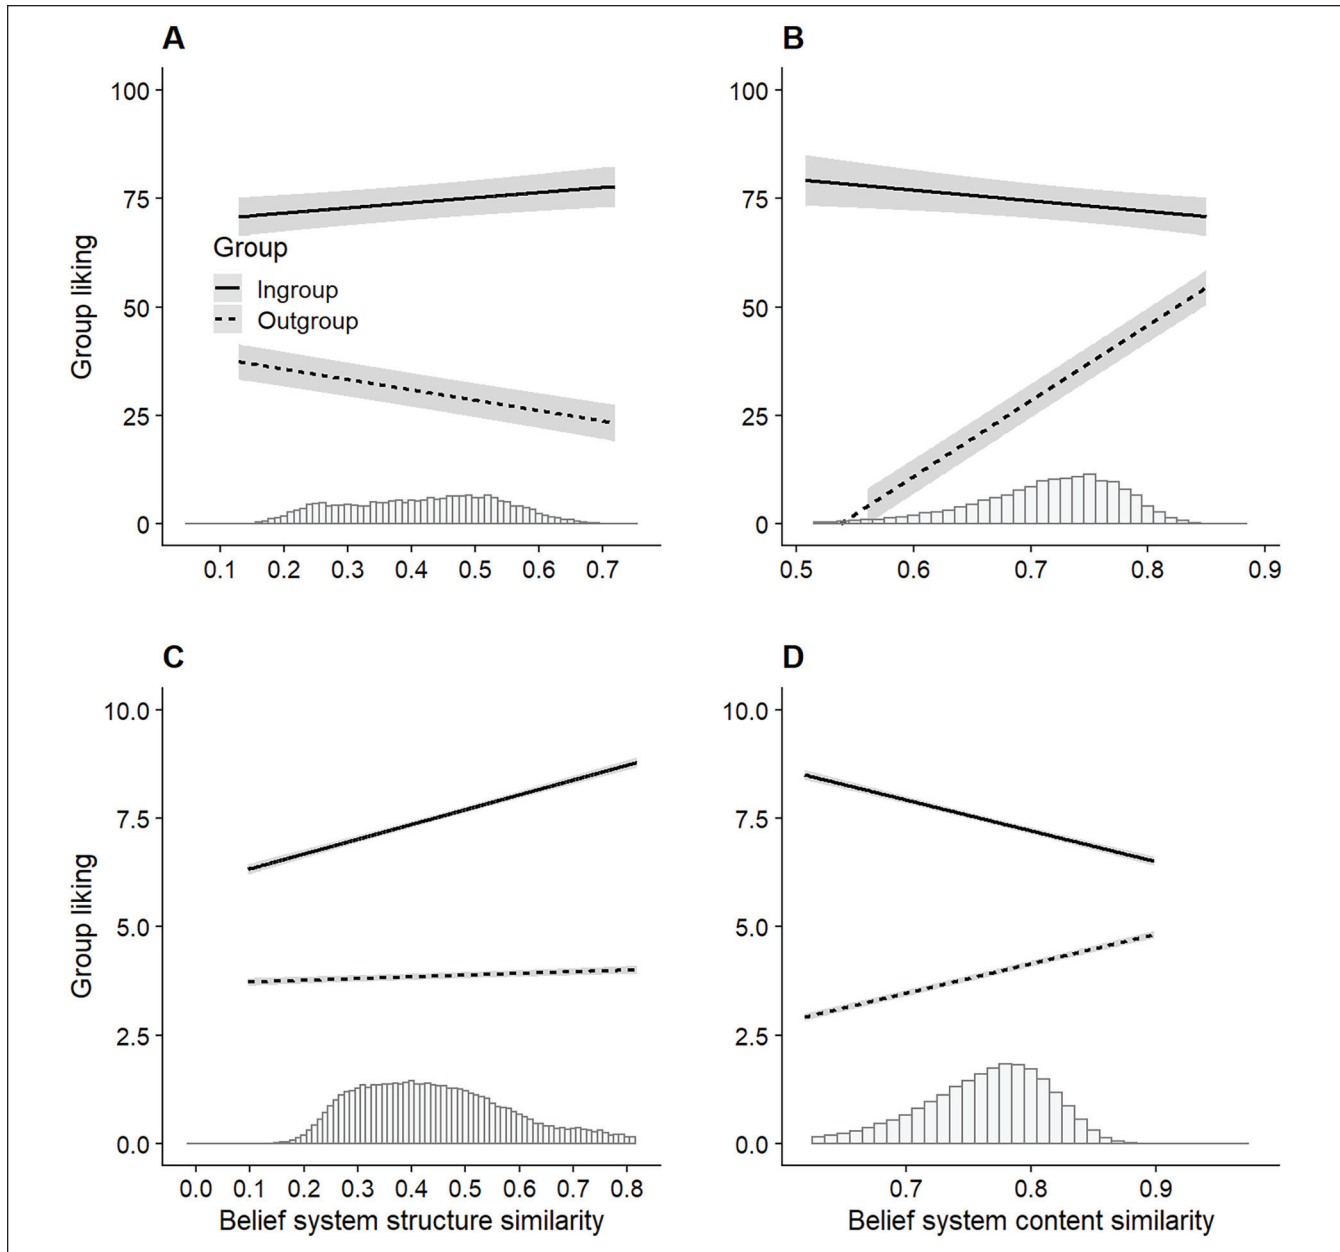 A
100
75
50
25
0
Group liking
Group
Ingroup
Outgroup
0.1 0.2 0.3 0.4 0.5 0.6 0.7
B
100
75
50
25
0
0.5 0.6 0.7 0.8 0.9
C
10.0
7.5
5.0
2.5
0.0
Group liking
0.0 0.1 0.2 0.3 0.4 0.5 0.6 0.7 0.8
Belief system structure similarity
D
10.0
7.5
5.0
2.5
0.0
0.7 0.8 0.9
Belief system content similarity